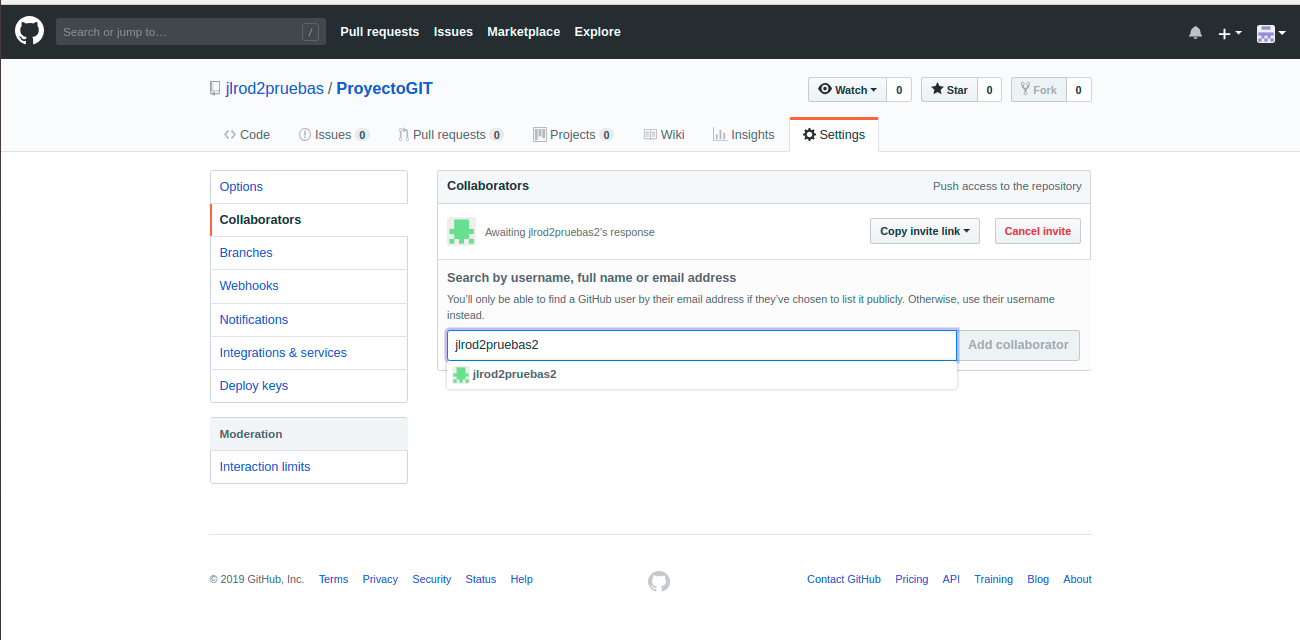 Search or jump to…
/
Pull requests
Issues
Marketplace
Explore
jlrod2pruebas / ProyectoGIT
Watch 0
Star 0
Fork 0
Code
Issues 0
Pull requests 0
Projects 0
Wiki
Insights
Settings
Options
Collaborators
Branches
Webhooks
Notifications
Integrations & services
Deploy keys
Moderation
Interaction limits
Collaborators
Push access to the repository
Awaiting jlrod2pruebas2's response
Copy invite link
Cancel invite
Search by username, full name or email address
You'll only be able to find a GitHub user by their email address if they've chosen to list it publicly. Otherwise, use their username
instead.
jlrod2pruebas2
Add collaborator
jlrod2pruebas2
© 2019 GitHub, Inc.
Terms
Privacy
Security
Status
Help
Contact GitHub
Pricing
API
Training
Blog
About